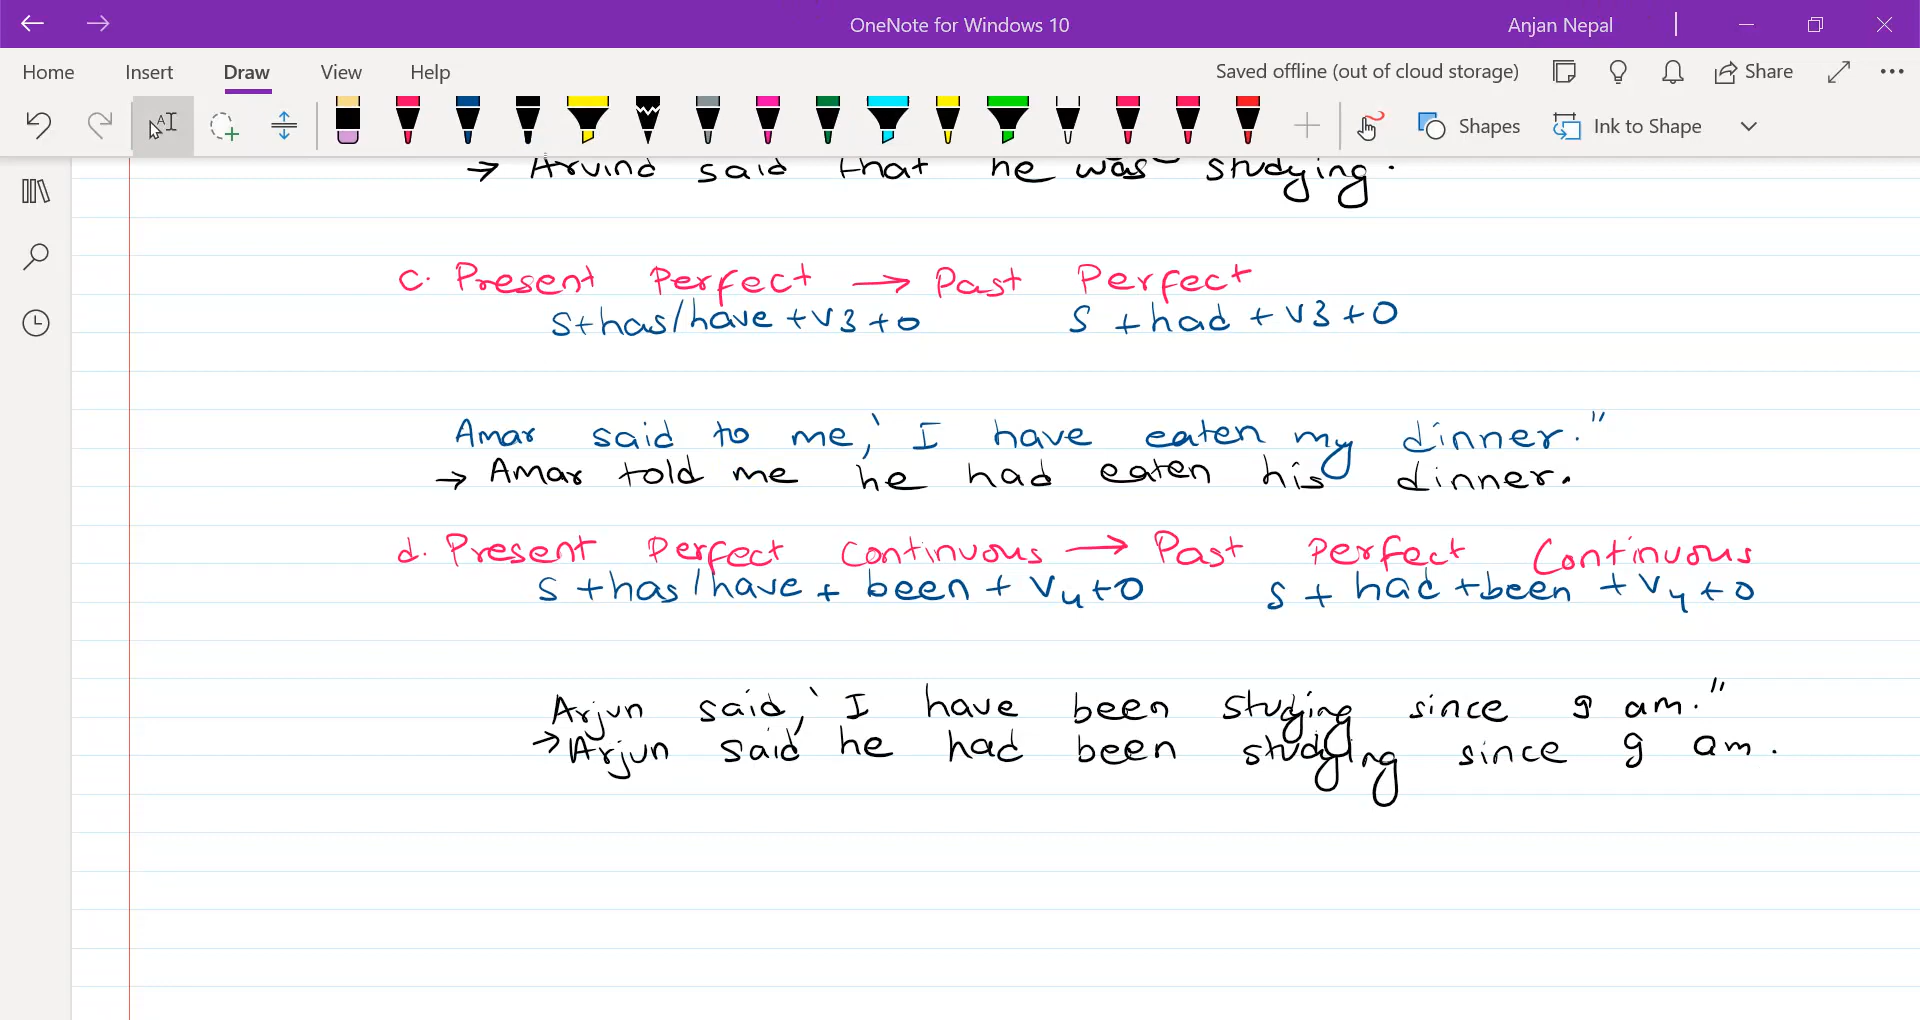 OneNote for Windows 10
Anjan Nepal
Home Insert Draw View Help
Saved offline (out of cloud storage)
Share
Shapes
Ink to Shape
→ Arvind said that he was studying.
c. Present Perfect → Past Perfect
S+has/have +v3+o S +had +v3+O
Amar said to me,‘ I have eaten my dinner."
→ Amar told me he had eaten his dinner.
d. Present Perfect Continuous → Past Perfect Continuous
S +has/have + been + V4+O S + had +been +V4+O
Arjun said,‘ I have been studying since 9 am."
→ Arjun said he had been studying since 9 am.